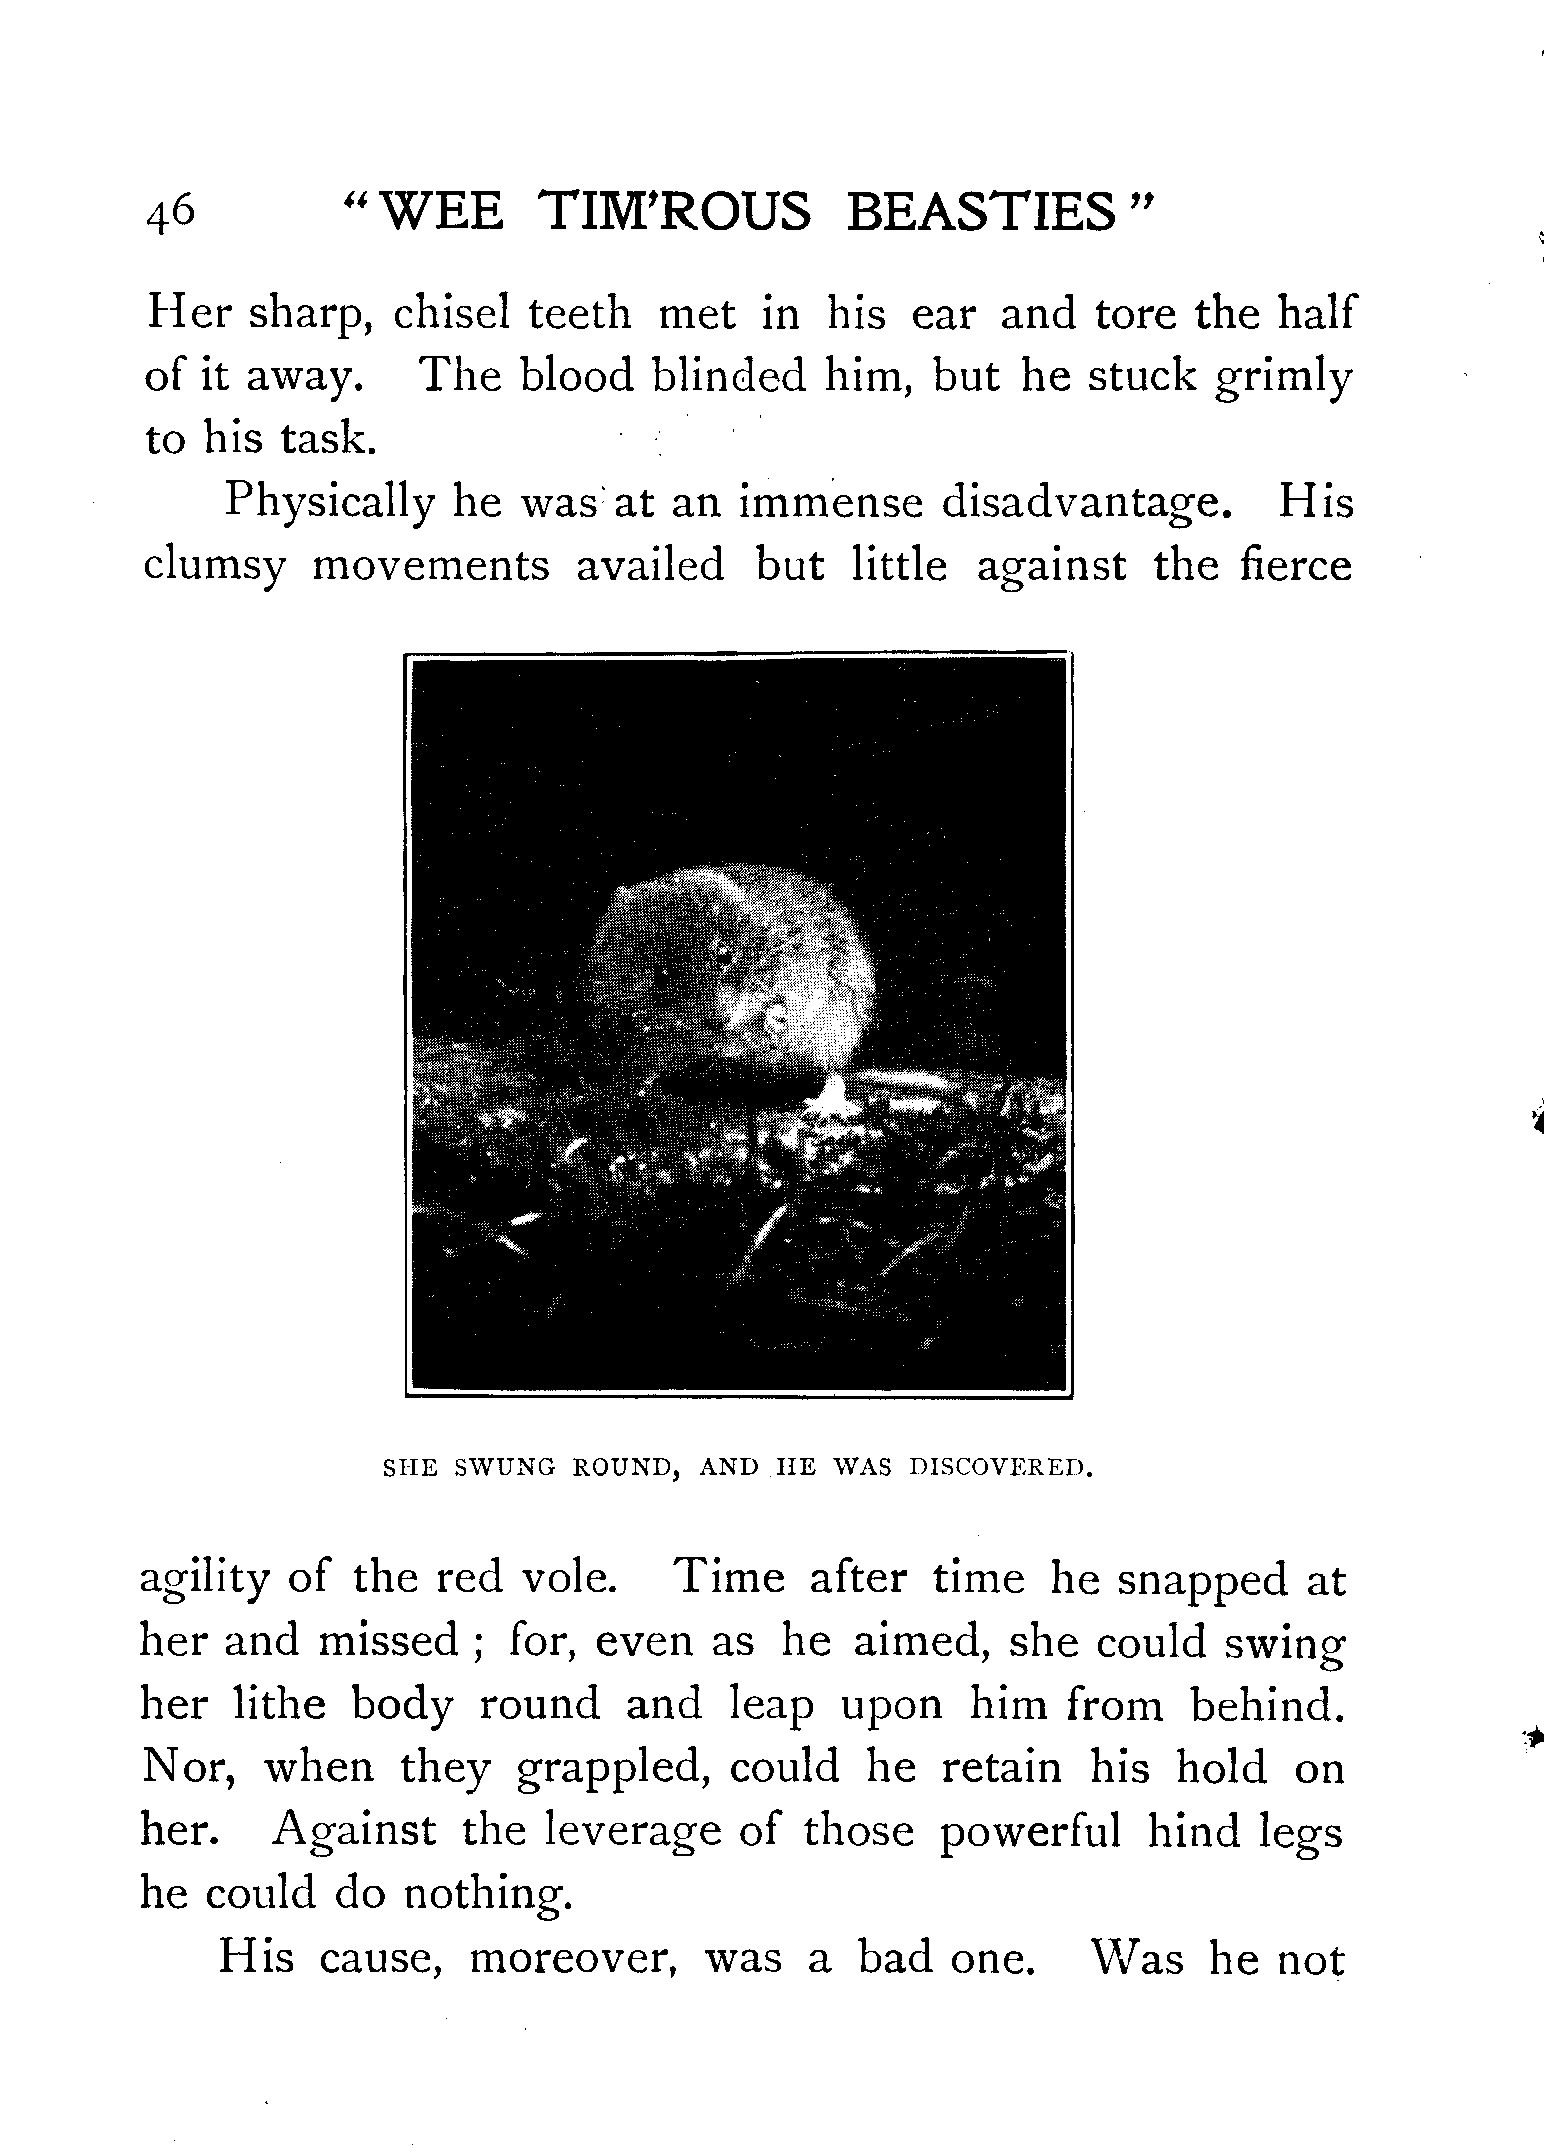 46 "WEE TIM'ROUS BEASTIES"
Her sharp, chisel teeth met in his ear and tore the half
of it away. The blood blinded him, but he stuck grimly
to his task.
Physically he was at an immense disadvantage. His
clumsy movements availed but little against the fierce
SHE SWUNG ROUND, AND HE WAS DISCOVERED.
agility of the red vole. Time after time he snapped at
her and missed ; for, even as he aimed, she could swing
her lithe body round and leap upon him from behind.
Nor, when they grappled, could he retain his hold on
her. Against the leverage of those powerful hind legs
he could do nothing.
His cause, moreover, was a bad one. Was he not